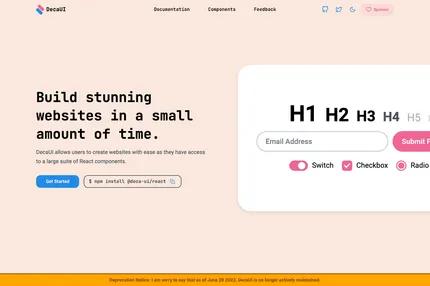 DecaUI
Documentation
Components
Feedback
Sponsor
Build stunning
websites in a small
amount of time.
DecaUI allows users to create websites with ease as they have access
to a large suite of React components.
Get Started
$ npm install @deca-ui/react
H1 H2 H3 H4 H5
Email Address
Submit F
Switch
Checkbox
Radio
Deprecation Notice: I am sorry to say that as of June 28 2023, DecaUI is no longer actively maintained.